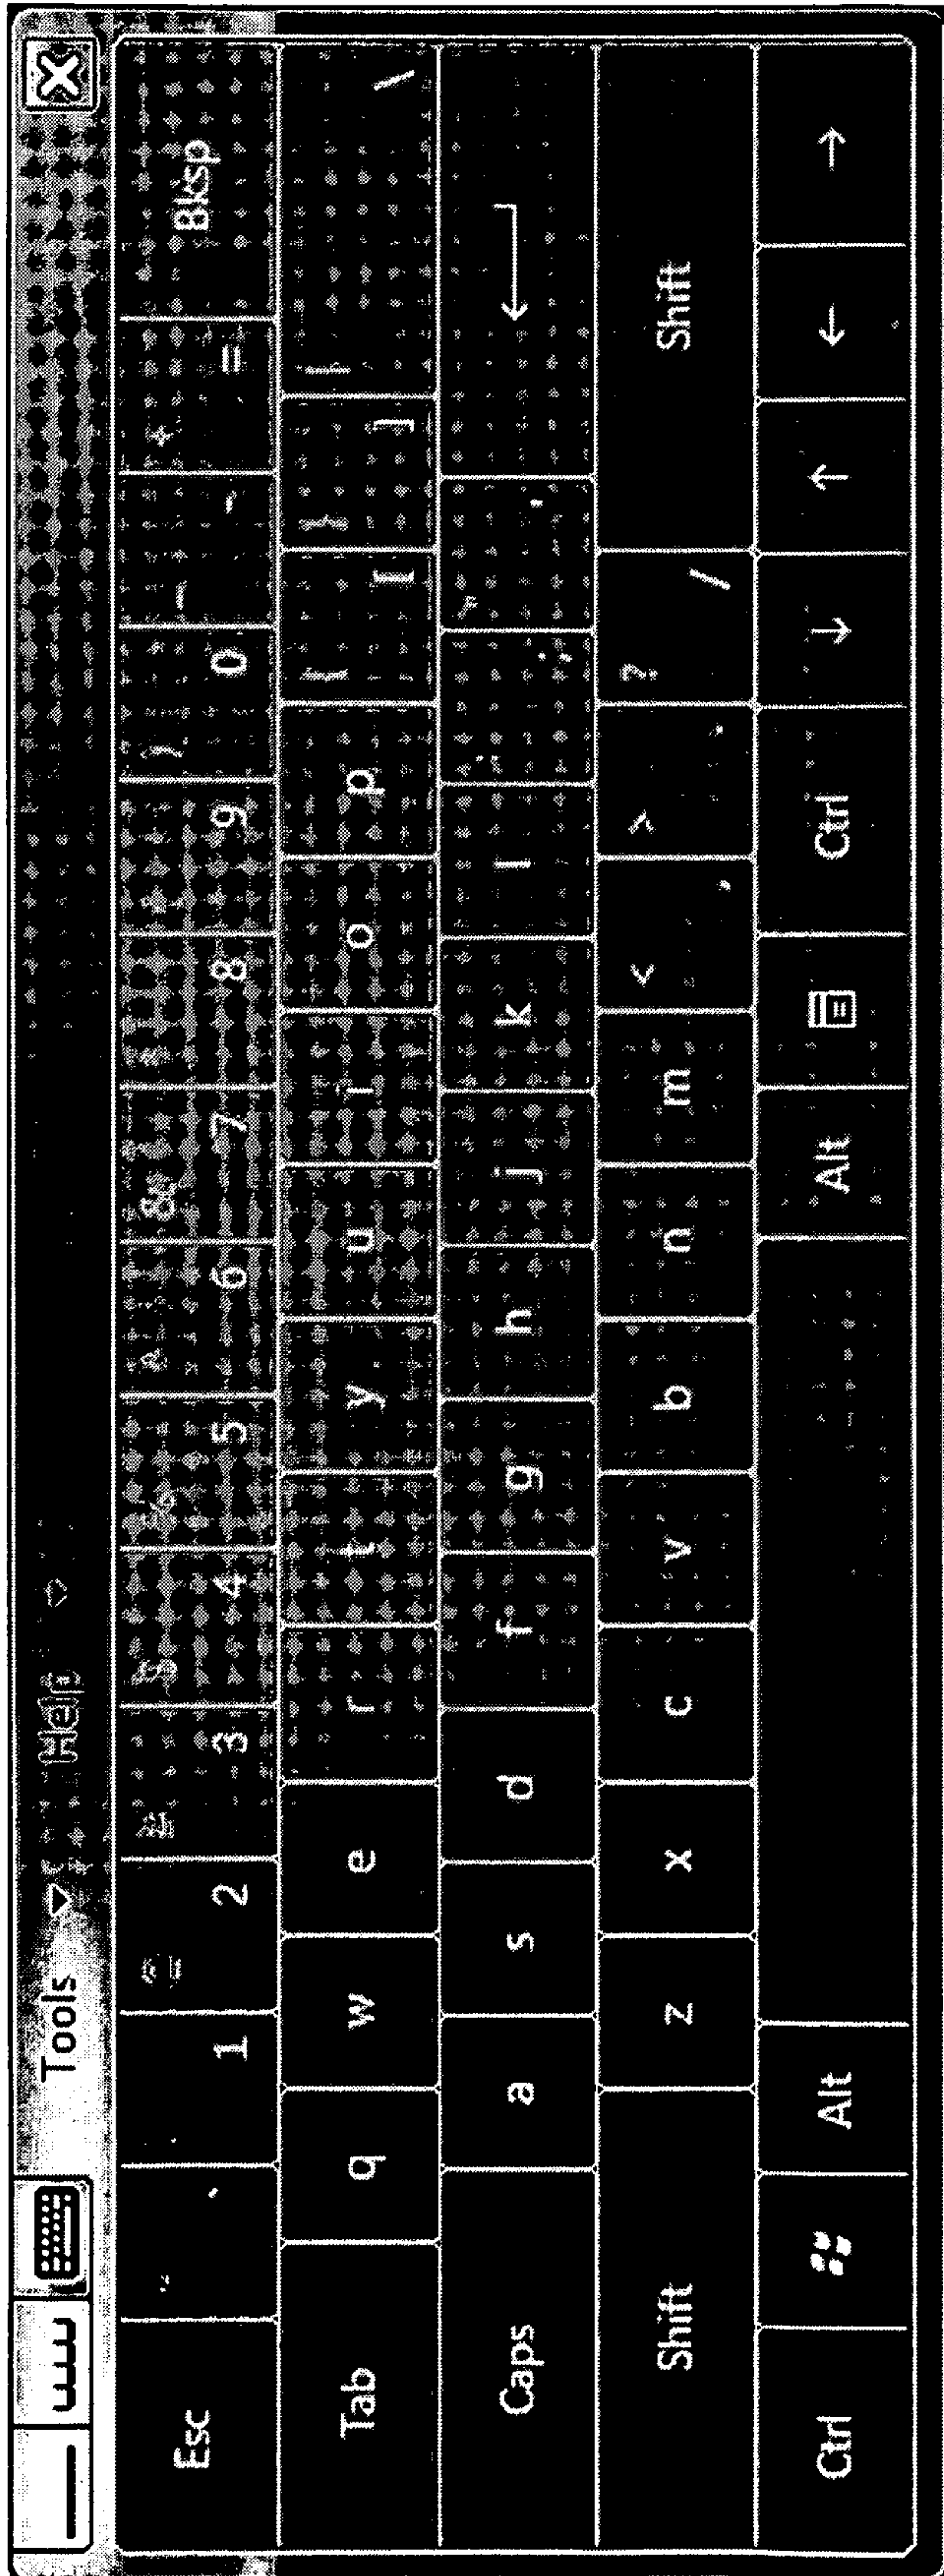 Tools Help
Esc ~ ` 1 @ 2 # 3 $ 4 % 5 ^ 6 & 7 8 9 ) 0 _ - + = Bksp
Tab q w e r t y u i o p { [ } ] | \
Caps a s d f g h j k l : ; " '
Shift z x c v b n m < , > . ? / Shift
Ctrl Alt Alt Ctrl ↓ ↑ ← →